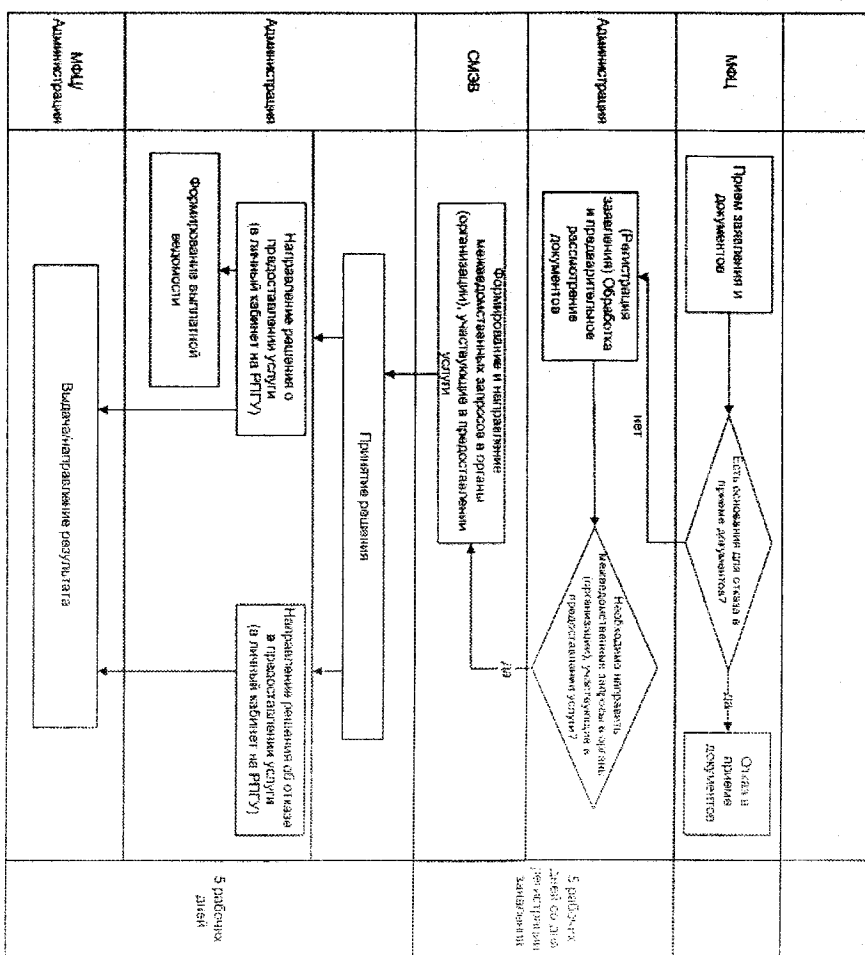 МФЦ
Прием заявления и
документов
Есть основания для отказа в
приеме документов?
да
Отказ в
приеме
документов
нет
Администрация
(Регистрация
заявления) Обработка
и предварительное
рассмотрение
документов
Необходимо направить
межведомственные запросы в органы
(организации), участвующие в
предоставлении услуги?
да
5 рабочих
дней со дня
регистрации
заявления
СМЭВ
Формирование и направление
межведомственных запросов в органы
(организации), участвующие в предоставлении
услуги
Администрация
Принятие решения
Направление решения о
предоставлении услуги
(в личный кабинет на РПГУ)
Формирование выплатной
ведомости
Направление решения об отказе
в предоставлении услуги
(в личный кабинет на РПГУ)
5 рабочих
дней
МФЦ/
Администрация
Выдача/направление результата